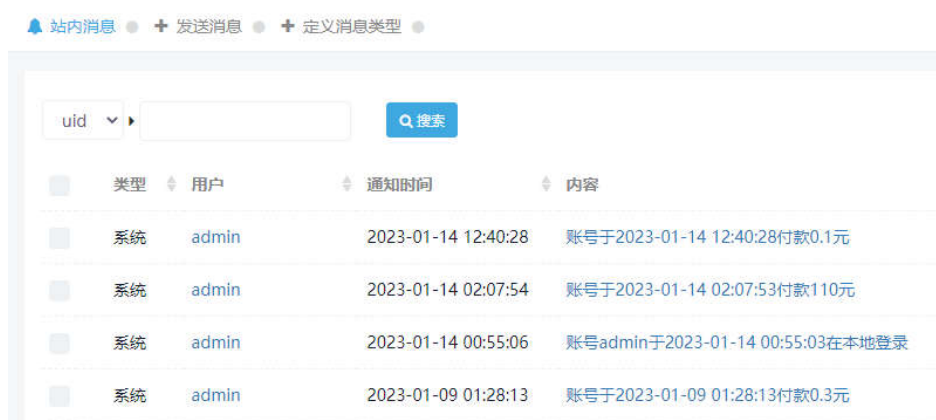 站内消息 发送消息 定义消息类型
uid 搜索
类型 用户 通知时间 内容
系统 admin 2023-01-14 12:40:28 账号于2023-01-14 12:40:28付款0.1元
系统 admin 2023-01-14 02:07:54 账号于2023-01-14 02:07:53付款110元
系统 admin 2023-01-14 00:55:06 账号admin于2023-01-14 00:55:03在本地登录
系统 admin 2023-01-09 01:28:13 账号于2023-01-09 01:28:13付款0.3元